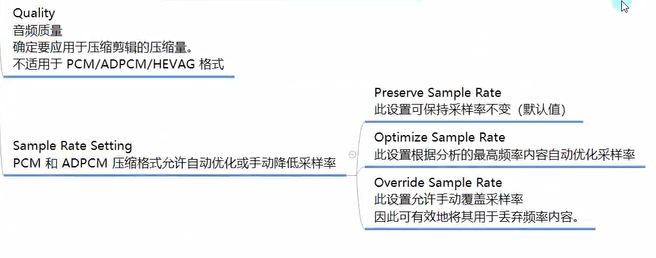 Quality
音频质量
确定要应用于压缩剪辑的压缩量。
不适用于 PCM/ADPCM/HEVAG 格式
Sample Rate Setting
PCM 和 ADPCM 压缩格式允许自动优化或手动降低采样率
Preserve Sample Rate
此设置可保持采样率不变（默认值）
Optimize Sample Rate
此设置根据分析的最高频率内容自动优化采样率
Override Sample Rate
此设置允许手动覆盖采样率
因此可有效地将其用于丢弃频率内容。